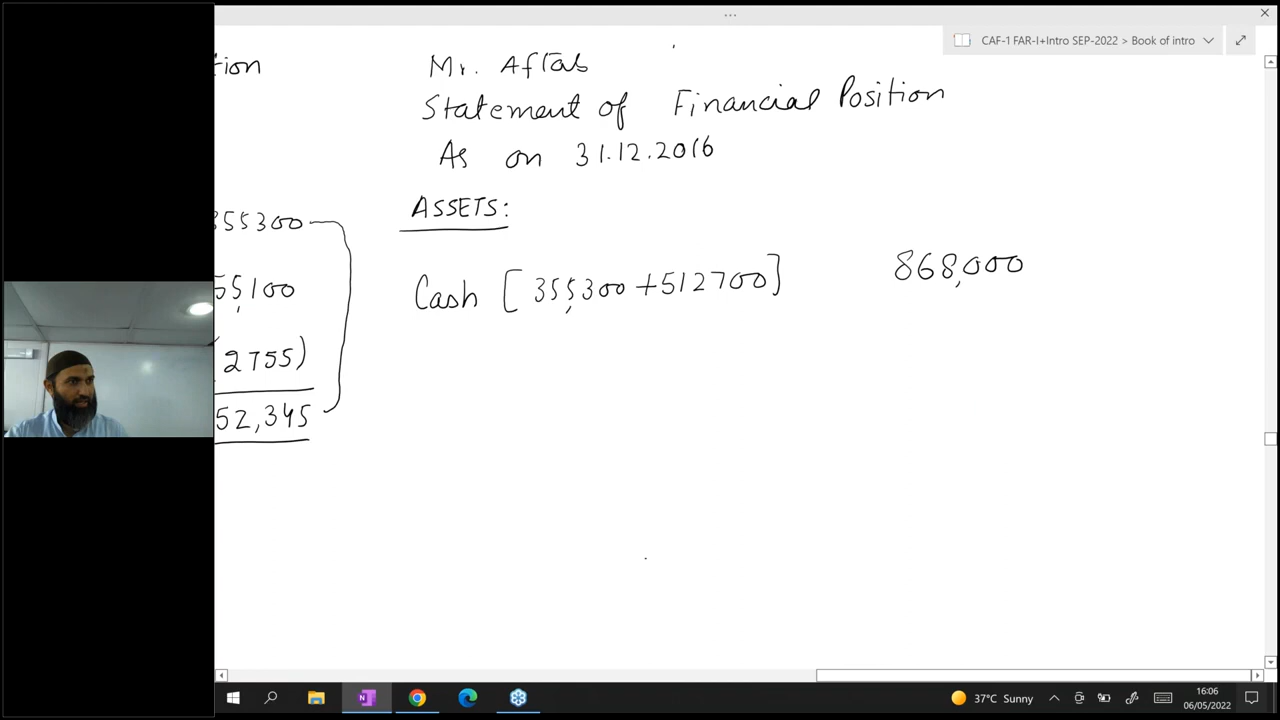 CAF-1 FAR-I+Intro SEP-2022 > Book of intro
Mr. Aftab
Statement of Financial Position
As on 31.12.2016
ASSETS:
355300
55,100
(2755)
52,345
Cash [355,300+512700] 868,000
37°C Sunny
16:06
06/05/2022